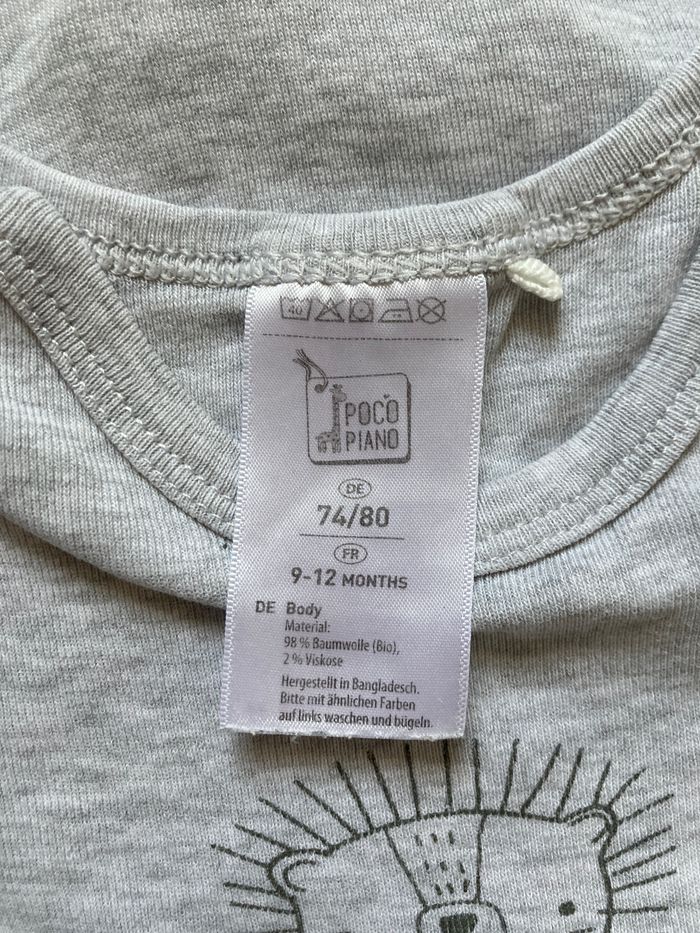 40
POCO
PIANO
DE
74/80
FR
9-12 MONTHS
DE Body
Material:
98 % Baumwolle (Bio),
2 % Viskose
Hergestellt in Bangladesch.
Bitte mit ähnlichen Farben
auf links waschen und bügeln.